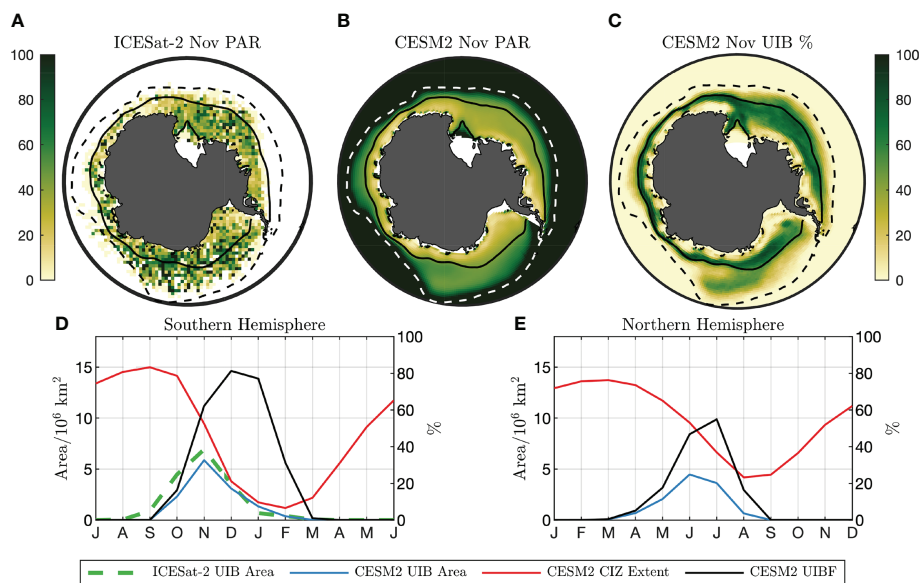 A B C
ICESat-2 Nov PAR CESM2 Nov PAR CESM2 Nov UIB %
100 100
80 80
60 60
40 40
20 20
0 0
D Southern Hemisphere E Northern Hemisphere
100 100
15 80 15 80
10 60 10 60
40 40
5 20 5 20
0 0 0 0
Area/10⁶ km² % Area/10⁶ km² %
J A S O N D J F M A M J J F M A M J J A S O N D
ICESat-2 UIB Area CESM2 UIB Area CESM2 CIZ Extent CESM2 UIBF